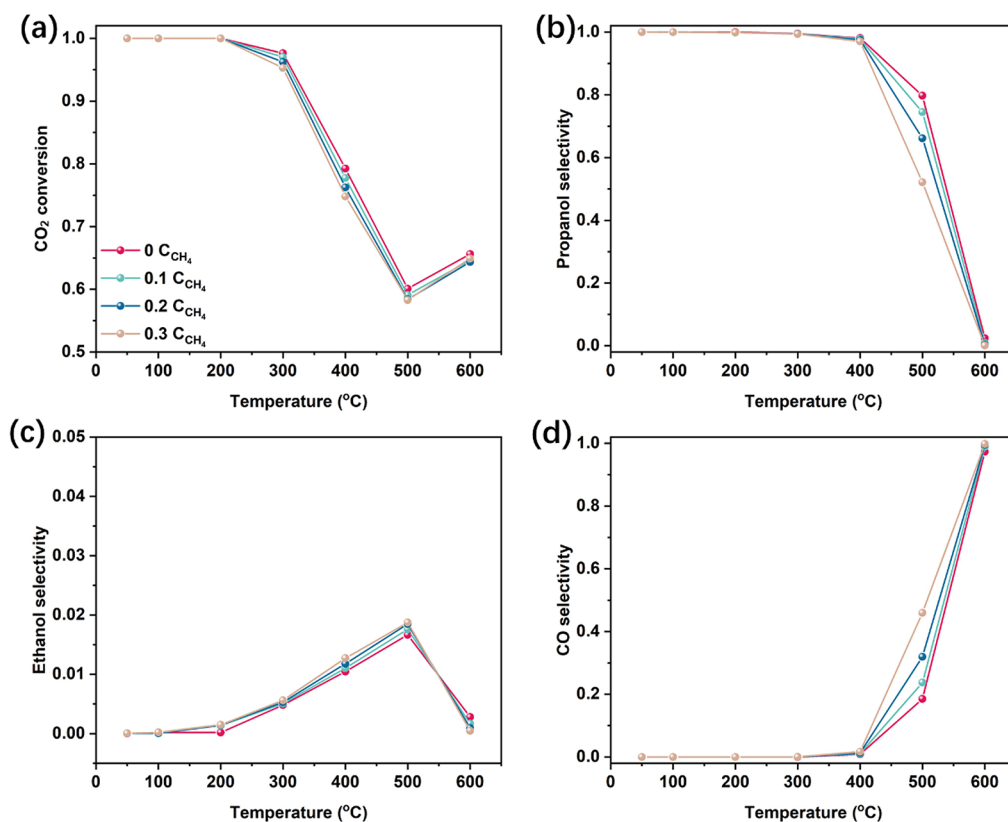 (a)
1.0
0.9
0.8
0.7
0.6
0.5
CO₂ conversion
0 C_CH₄
0.1 C_CH₄
0.2 C_CH₄
0.3 C_CH₄
0 100 200 300 400 500 600
Temperature (°C)
(b)
1.0
0.8
0.6
0.4
0.2
0.0
Propanol selectivity
0 100 200 300 400 500 600
Temperature (°C)
(c)
0.05
0.04
0.03
0.02
0.01
0.00
Ethanol selectivity
0 100 200 300 400 500 600
Temperature (°C)
(d)
1.0
0.8
0.6
0.4
0.2
0.0
CO selectivity
0 100 200 300 400 500 600
Temperature (°C)